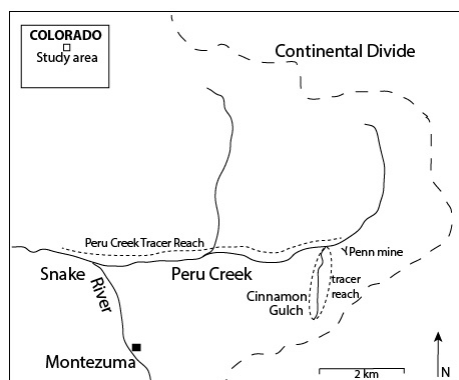 COLORADO
Study area
Continental Divide
Peru Creek Tracer Reach
Penn mine
Snake
River
Peru Creek
tracer
reach
Cinnamon
Gulch
Montezuma
2 km
N